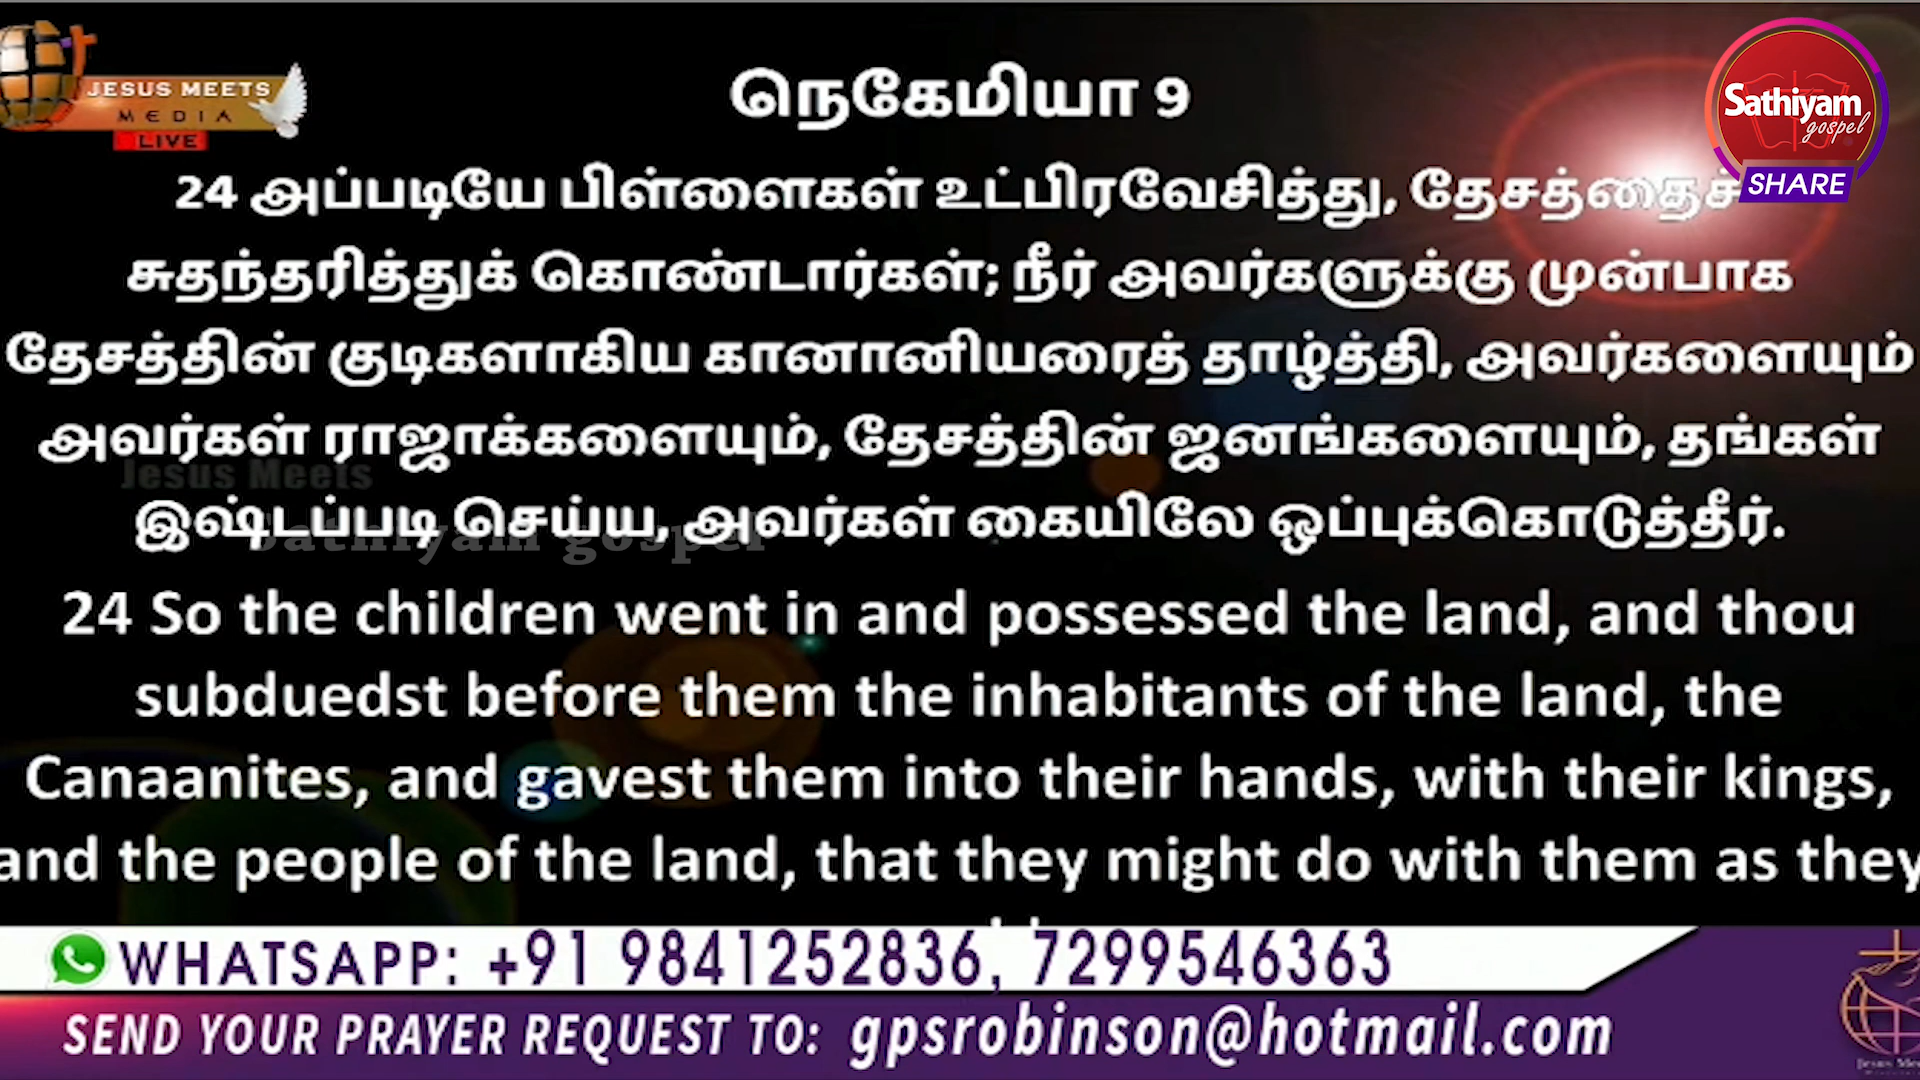 JESUS MEETS
MEDIA
LIVE
Sathiyam
gospel
SHARE
நெகேமியா 9
24 அப்படியே பிள்ளைகள் உட்பிரவேசித்து, தேசத்தைச்
சுதந்தரித்துக் கொண்டார்கள்; நீர் அவர்களுக்கு முன்பாக
தேசத்தின் குடிகளாகிய கானானியரைத் தாழ்த்தி, அவர்களையும்
அவர்கள் ராஜாக்களையும், தேசத்தின் ஜனங்களையும், தங்கள்
Jesus Meets
இஷ்டப்படி செய்ய, அவர்கள் கையிலே ஒப்புக்கொடுத்தீர்.
Sathiyam gospel
24 So the children went in and possessed the land, and thou
subduedst before them the inhabitants of the land, the
Canaanites, and gavest them into their hands, with their kings,
and the people of the land, that they might do with them as they
WHATSAPP: +91 9841252836, 7299546363
SEND YOUR PRAYER REQUEST TO: gpsrobinson@hotmail.com